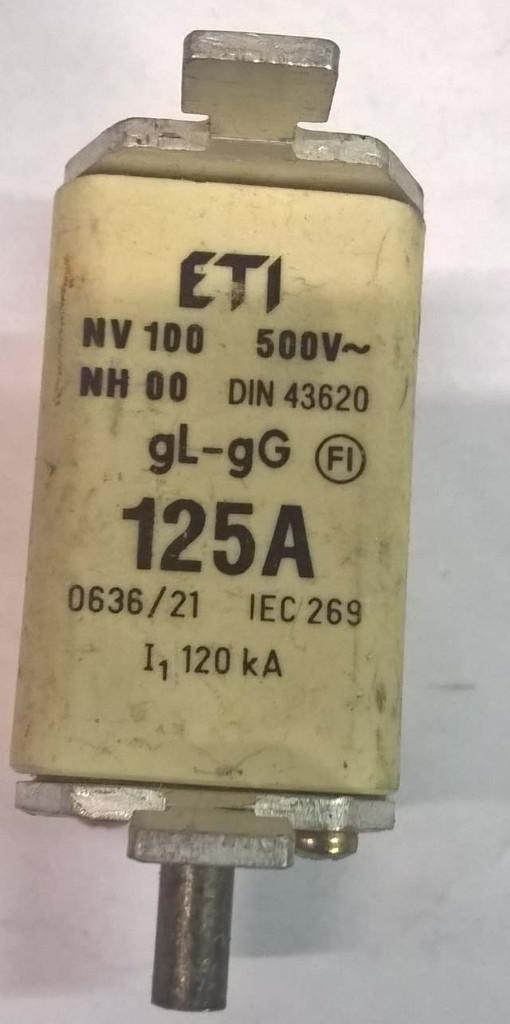 ETI
NV 100 500V~
NH 00 DIN 43620
gL-gG FI
125A
0636/21 IEC 269
I₁ 120 kA